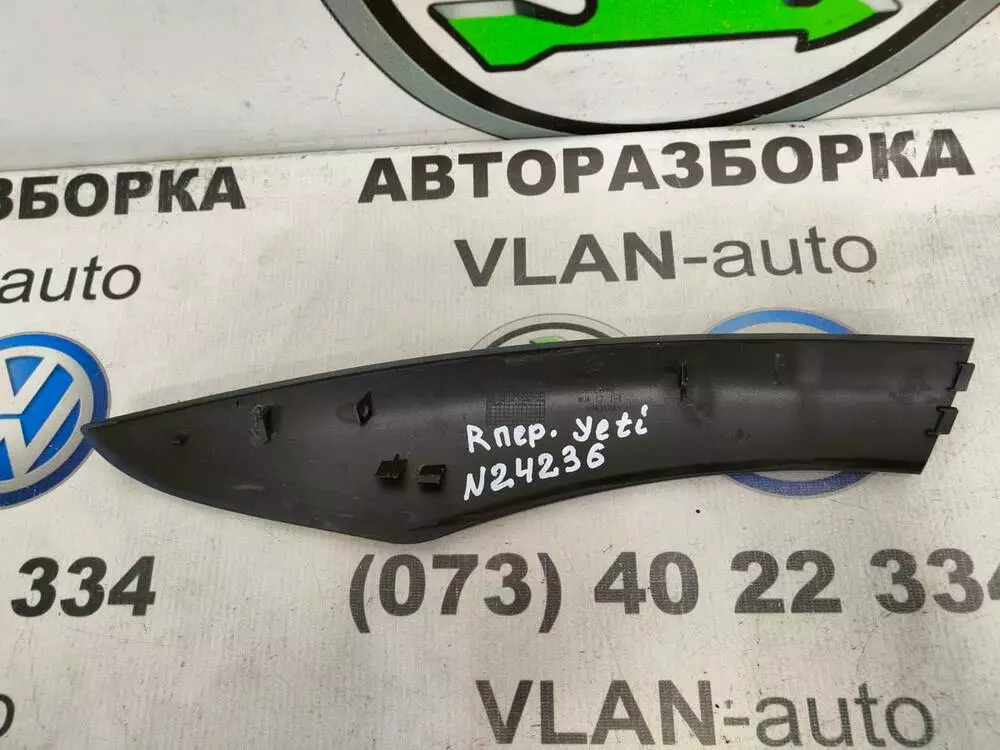 ЗБОРКА АВТОРАЗБОРКА
auto VLAN-auto
Rпер. yeti
N24236
334 (073) 40 22 334
VLAN-auto